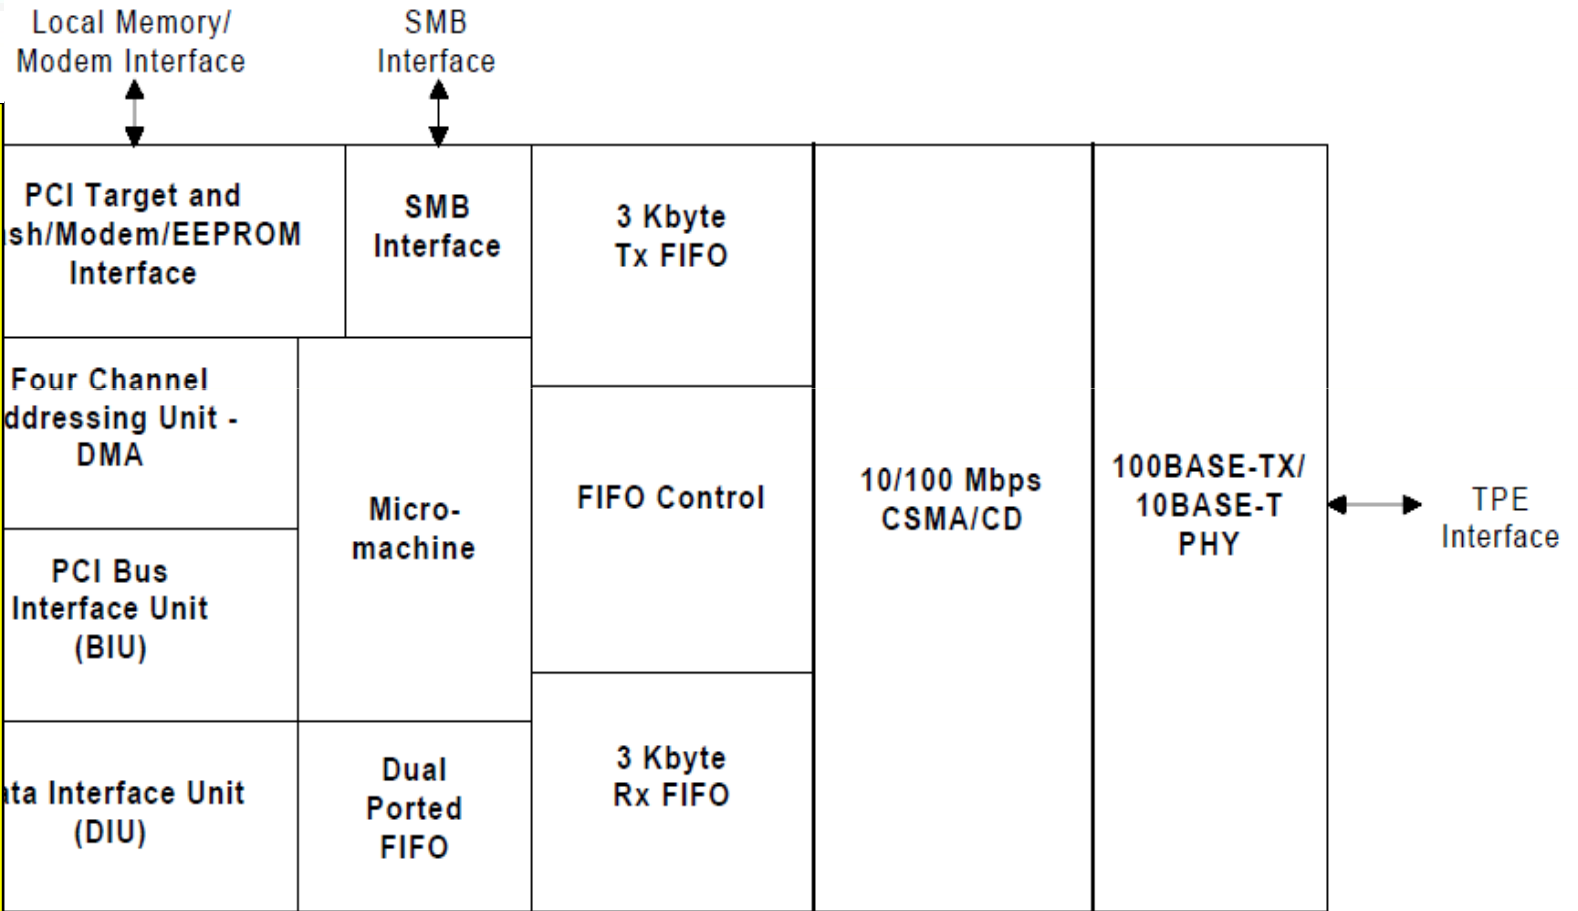 Local Memory/
Modem Interface
SMB
Interface
PCI Target and
ash/Modem/EEPROM
Interface
SMB
Interface
3 Kbyte
Tx FIFO
Four Channel
ddressing Unit -
DMA
Micro-
machine
FIFO Control
10/100 Mbps
CSMA/CD
100BASE-TX/
10BASE-T
PHY
TPE
Interface
PCI Bus
Interface Unit
(BIU)
ata Interface Unit
(DIU)
Dual
Ported
FIFO
3 Kbyte
Rx FIFO